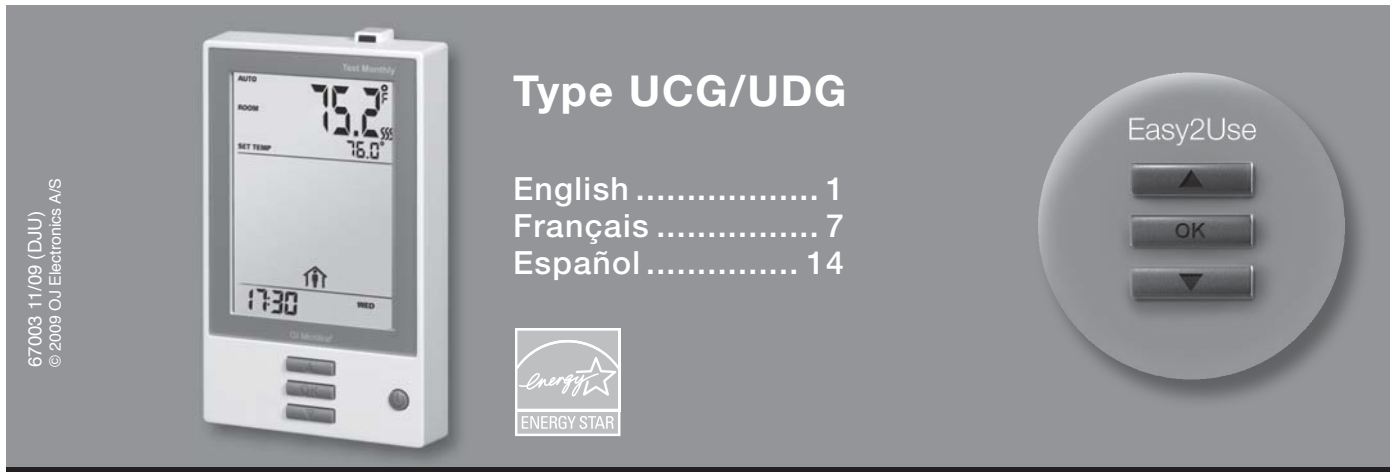 67003 11/09 (DJU)
© 2009 OJ Electronics A/S
Test Monthly
AUTO
75.2°F
ROOM
SET TEMP 76.0°
17:30 WED
OJ Microline
Type UCG/UDG
English .................. 1
Français ................ 7
Español ............... 14
energy
ENERGY STAR
Easy2Use
OK